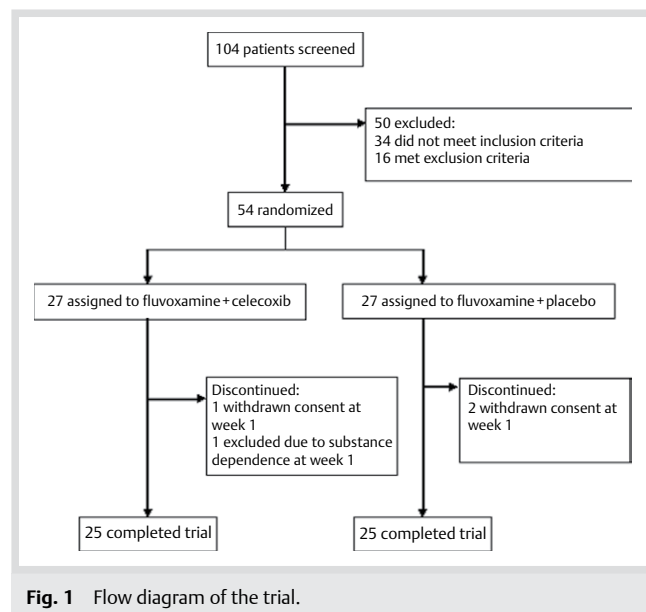 104 patients screened
50 excluded:
34 did not meet inclusion criteria
16 met exclusion criteria
54 randomized
27 assigned to fluvoxamine+celecoxib
27 assigned to fluvoxamine+placebo
Discontinued:
1 withdrawn consent at
week 1
1 excluded due to substance
dependence at week 1
Discontinued:
2 withdrawn consent at
week 1
25 completed trial
25 completed trial
Fig. 1 Flow diagram of the trial.